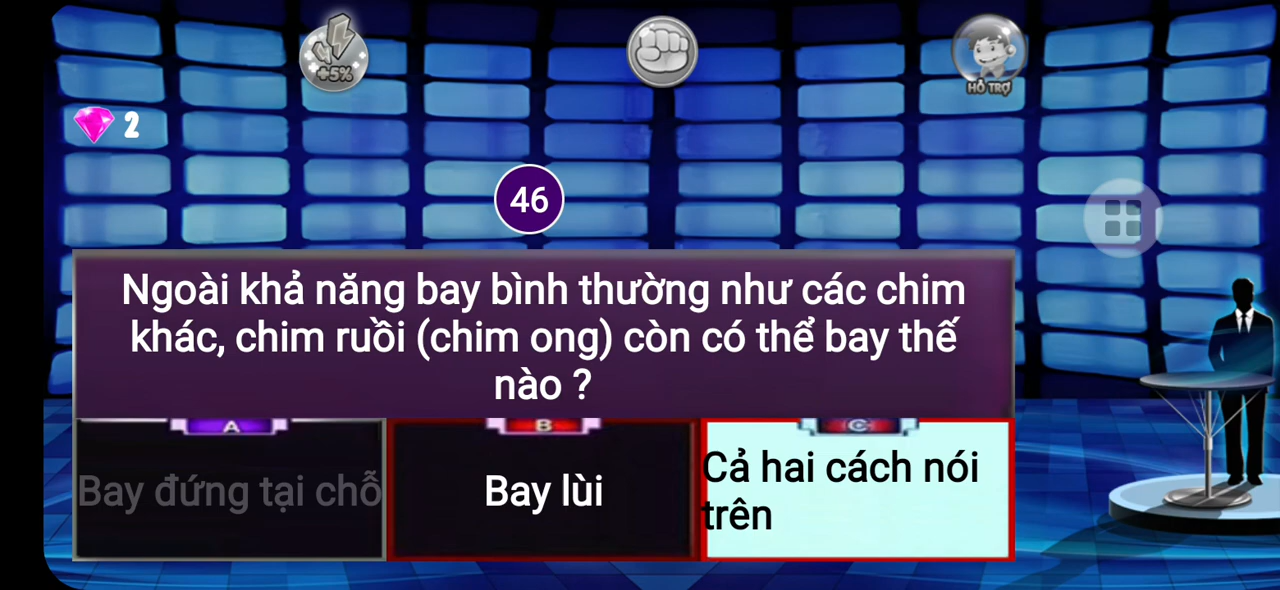 +5%
HỖ TRỢ
2
46
Ngoài khả năng bay bình thường như các chim
khác, chim ruồi (chim ong) còn có thể bay thế
nào ?
A
B
C
Bay đứng tại chỗ
Bay lùi
Cả hai cách nói
trên